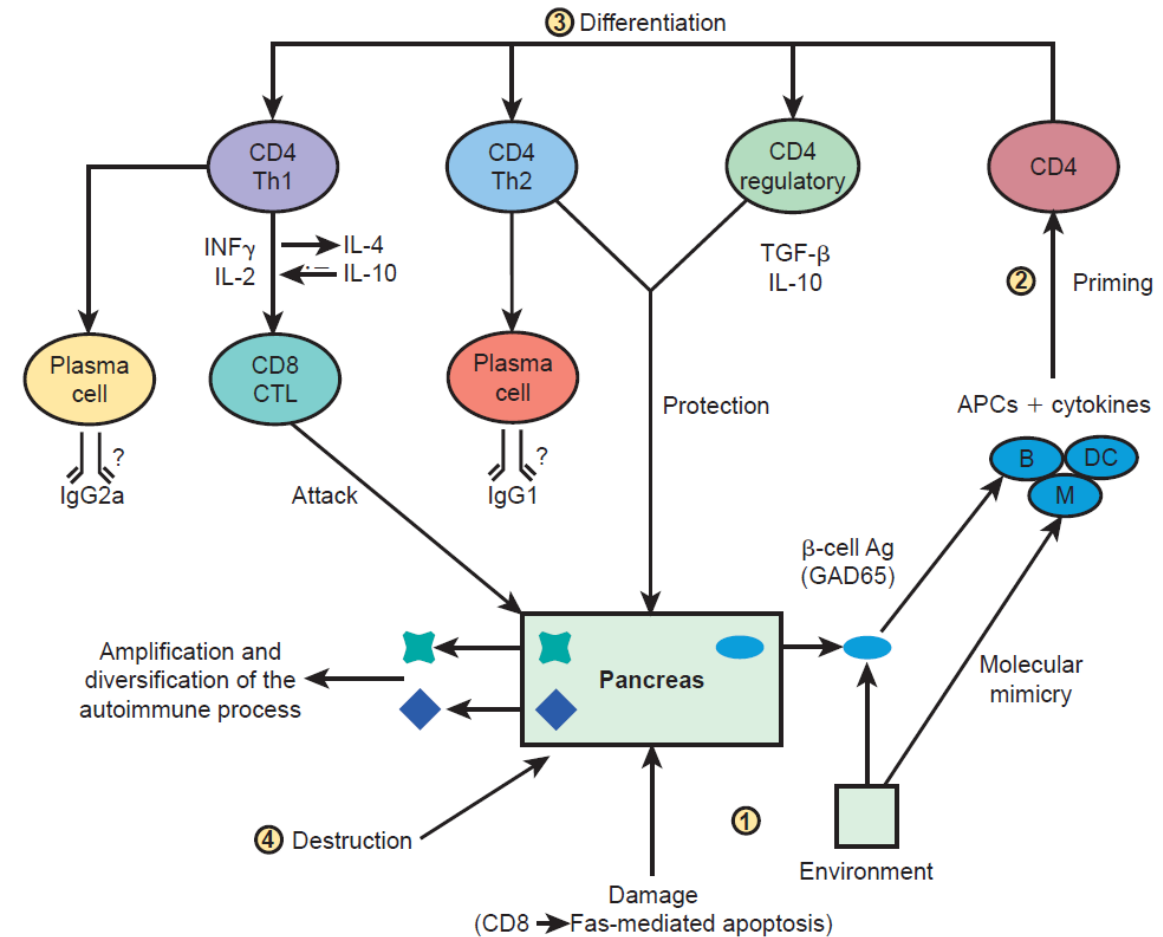 3 Differentiation
CD4
Th1
CD4
Th2
CD4
regulatory
CD4
INFγ
IL-2
IL-4
IL-10
TGF-β
IL-10
2
Priming
Plasma
cell
CD8
CTL
Plasma
cell
Protection
APCs + cytokines
B
DC
M
?
IgG2a
Attack
?
IgG1
β-cell Ag
(GAD65)
Molecular
mimicry
Amplification and
diversification of the
autoimmune process
Pancreas
4 Destruction
1
Environment
Damage
(CD8 → Fas-mediated apoptosis)